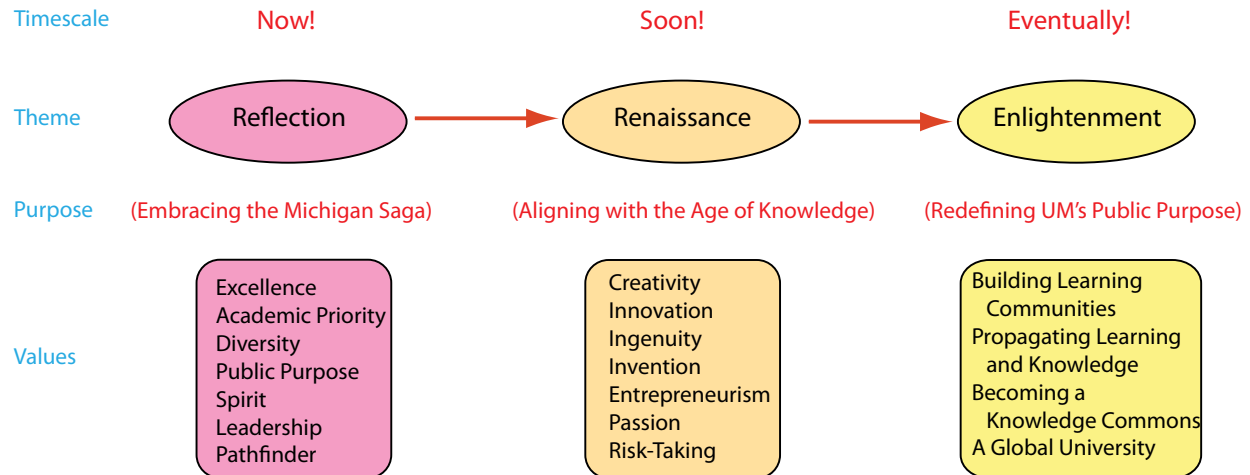 Timescale Now! Soon! Eventually!
Theme Reflection Renaissance Enlightenment
Purpose (Embracing the Michigan Saga) (Aligning with the Age of Knowledge) (Redefining UM's Public Purpose)
Values
Excellence
Academic Priority
Diversity
Public Purpose
Spirit
Leadership
Pathfinder
Creativity
Innovation
Ingenuity
Invention
Entrepreneurism
Passion
Risk-Taking
Building Learning
Communities
Propagating Learning
and Knowledge
Becoming a
Knowledge Commons
A Global University